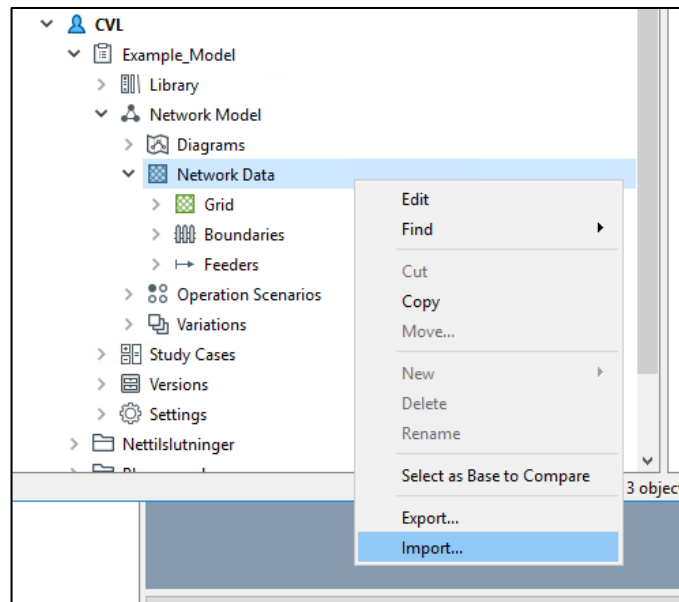 CVL
Example_Model
Library
Network Model
Diagrams
Network Data
Grid
Boundaries
Feeders
Operation Scenarios
Variations
Study Cases
Versions
Settings
Nettilslutninger
Edit
Find
Cut
Copy
Move...
New
Delete
Rename
Select as Base to Compare
Export...
Import...
3 objec